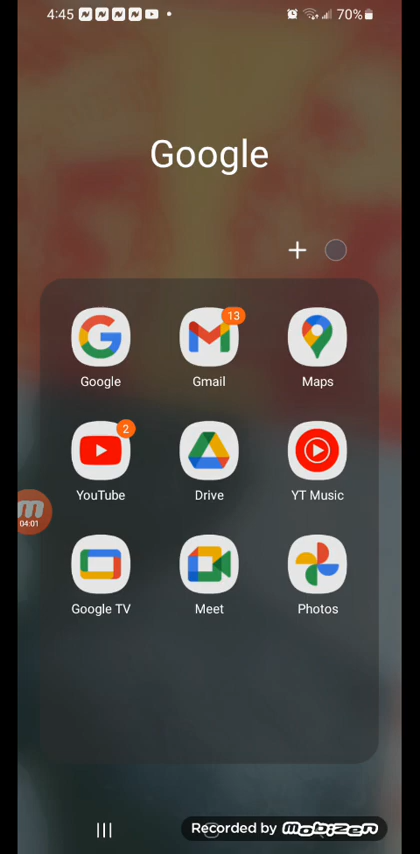 4:45 70%
Google
13
Google Gmail Maps
2
YouTube Drive YT Music
04:01
Google TV Meet Photos
Recorded by mobizen